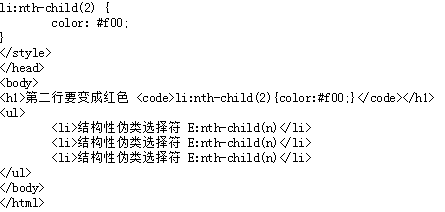 li:nth-child(2) {
color: #f00;
}
</style>
</head>
<body>
<h1>第二行要变成红色 <code>li:nth-child(2){color:#f00;}</code></h1>
<ul>
<li>结构性伪类选择符 E:nth-child(n)</li>
<li>结构性伪类选择符 E:nth-child(n)</li>
<li>结构性伪类选择符 E:nth-child(n)</li>
</ul>
</body>
</html>